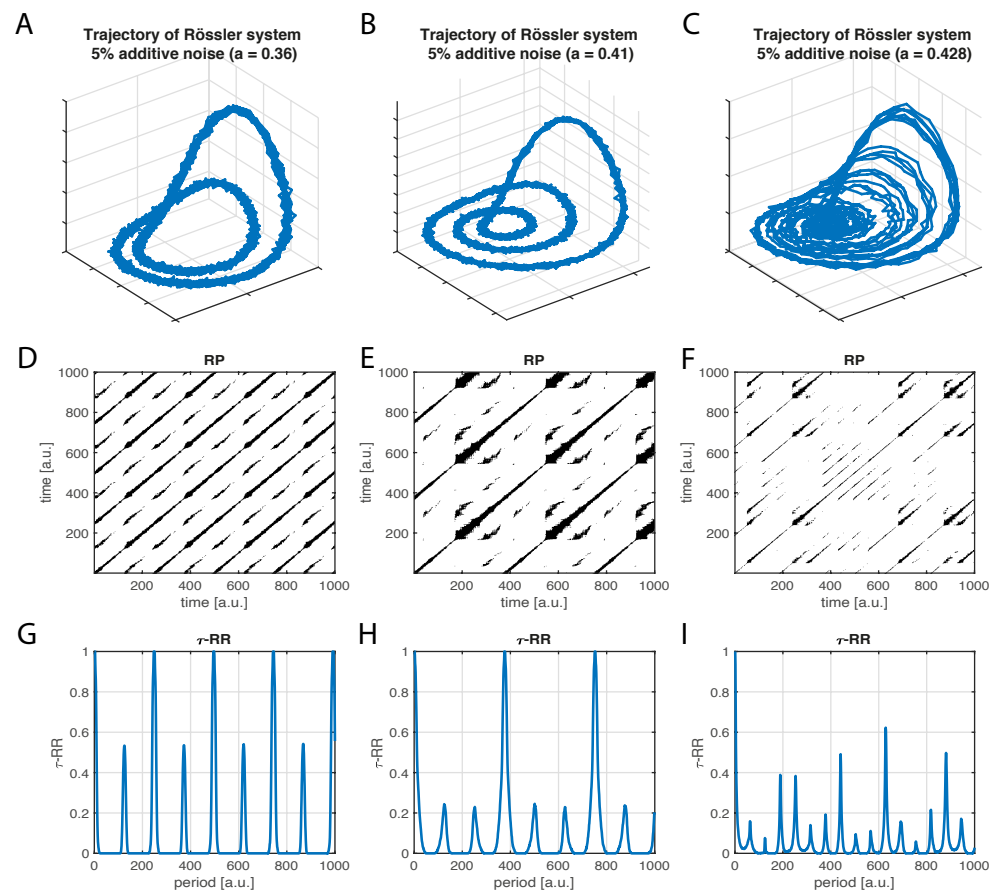 A
Trajectory of Rössler system
5% additive noise (a = 0.36)
B
Trajectory of Rössler system
5% additive noise (a = 0.41)
C
Trajectory of Rössler system
5% additive noise (a = 0.428)
D
RP
1000
800
600
400
200
time [a.u.]
200 400 600 800 1000
time [a.u.]
E
RP
1000
800
600
400
200
time [a.u.]
200 400 600 800 1000
time [a.u.]
F
RP
1000
800
600
400
200
time [a.u.]
200 400 600 800 1000
time [a.u.]
G
τ-RR
1
0.8
0.6
0.4
0.2
0
τ-RR
0 200 400 600 800 1000
period [a.u.]
H
τ-RR
1
0.8
0.6
0.4
0.2
0
τ-RR
0 200 400 600 800 1000
period [a.u.]
I
τ-RR
1
0.8
0.6
0.4
0.2
0
τ-RR
0 200 400 600 800 1000
period [a.u.]